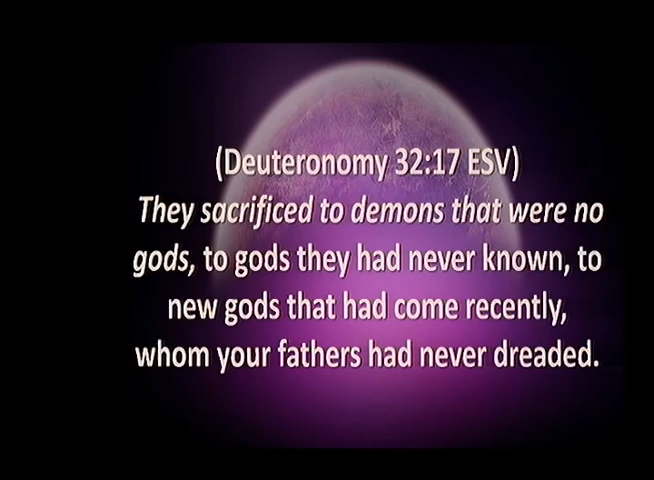 (Deuteronomy 32:17 ESV)
They sacrificed to demons that were no
gods, to gods they had never known, to
new gods that had come recently,
whom your fathers had never dreaded.